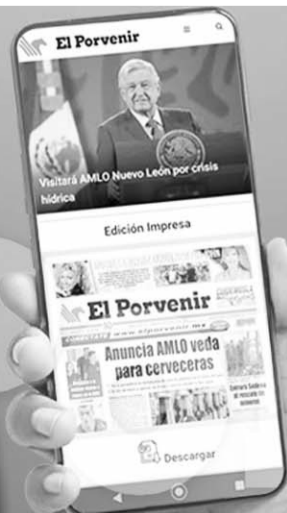 El Porvenir
Visitará AMLO Nuevo León por crisis
hídrica
Edición Impresa
El Porvenir
www.elporvenir.mx
Anuncia AMLO veda
para cerveceras
Descargar